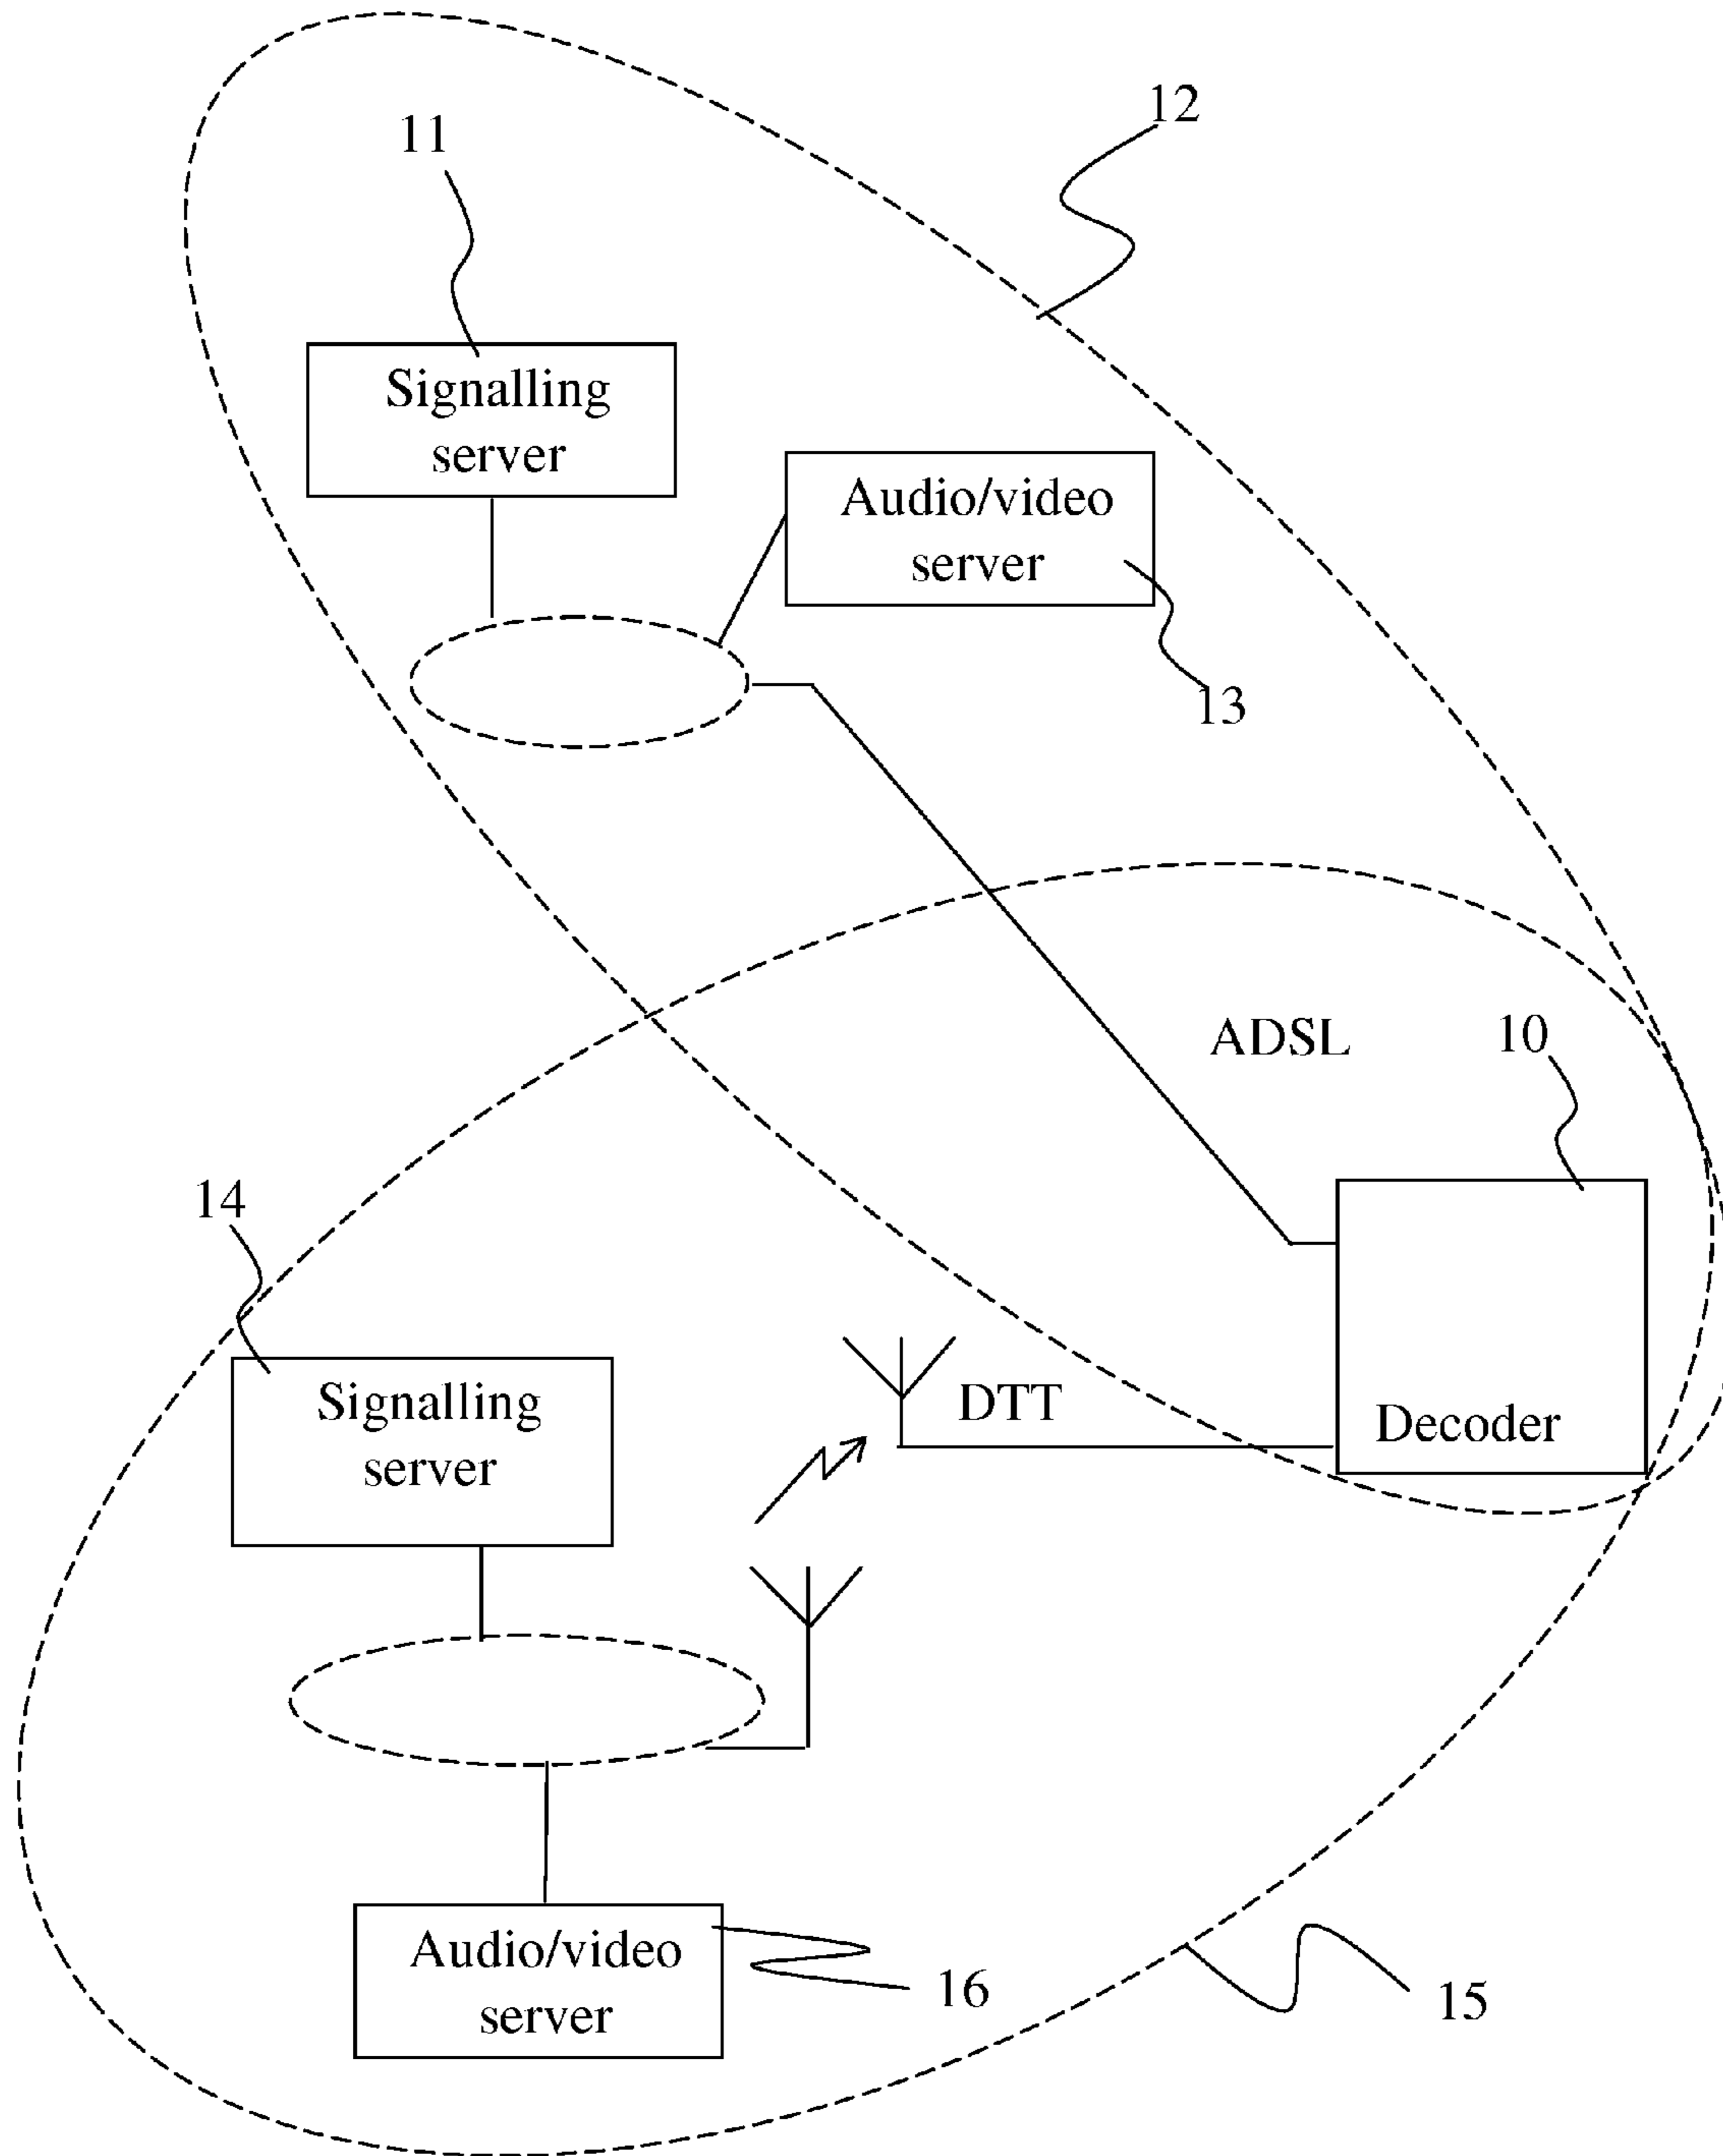 12
11
Signalling
server
Audio/video
server
13
ADSL
10
14
Signalling
server
DTT
Decoder
Audio/video
server
16
15